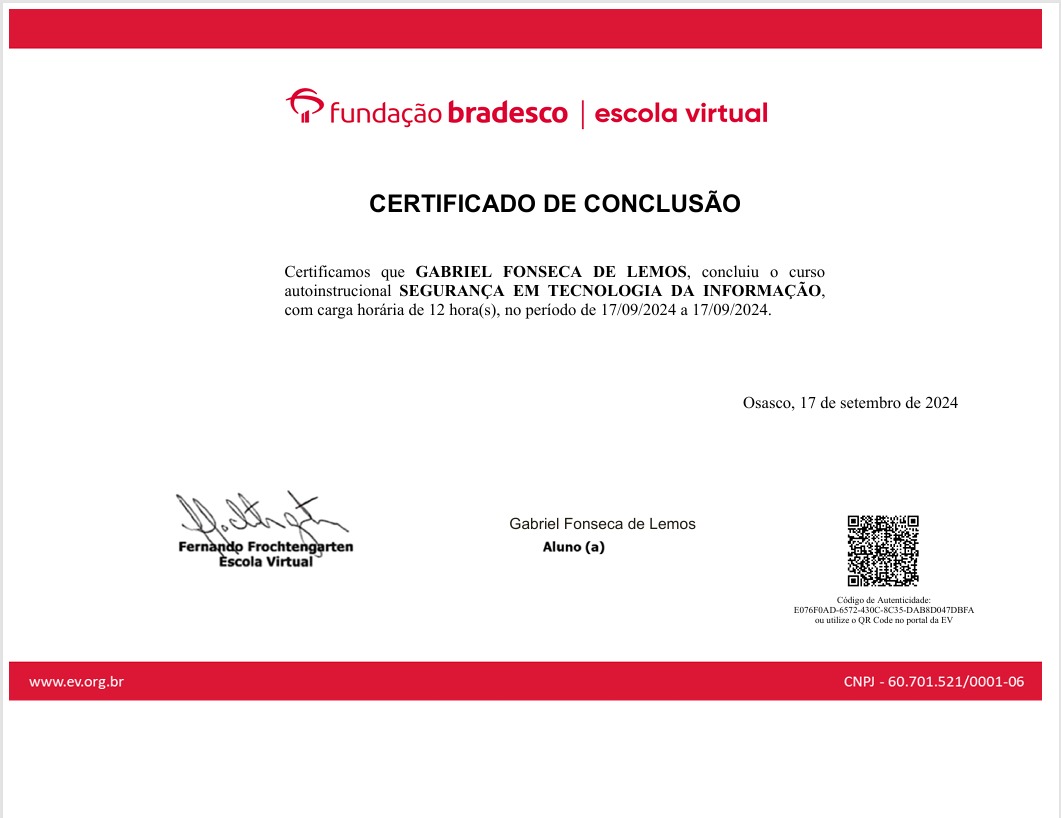 fundação bradesco | escola virtual
CERTIFICADO DE CONCLUSÃO
Certificamos que GABRIEL FONSECA DE LEMOS, concluiu o curso
autoinstrucional SEGURANÇA EM TECNOLOGIA DA INFORMAÇÃO,
com carga horária de 12 hora(s), no período de 17/09/2024 a 17/09/2024.
Osasco, 17 de setembro de 2024
Fernando Frochtengarten
Escola Virtual
Gabriel Fonseca de Lemos
Aluno (a)
Código de Autenticidade:
E076F0AD-6572-430C-8C35-DAB8D047DBFA
ou utilize o QR Code no portal da EV
www.ev.org.br
CNPJ - 60.701.521/0001-06